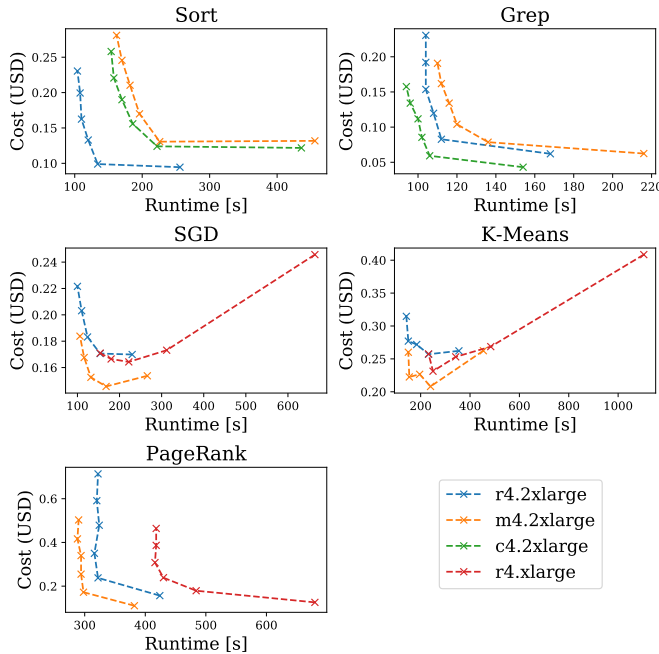 Sort
Grep
Cost (USD)
0.25
0.20
0.15
0.10
100
200
300
400
Runtime [s]
Cost (USD)
0.20
0.15
0.10
0.05
100
120
140
160
180
200
220
Runtime [s]
SGD
K-Means
Cost (USD)
0.24
0.22
0.20
0.18
0.16
100
200
300
400
500
600
Runtime [s]
Cost (USD)
0.40
0.35
0.30
0.25
0.20
200
400
600
800
1000
Runtime [s]
PageRank
Cost (USD)
0.6
0.4
0.2
300
400
500
600
Runtime [s]
r4.2xlarge
m4.2xlarge
c4.2xlarge
r4.xlarge